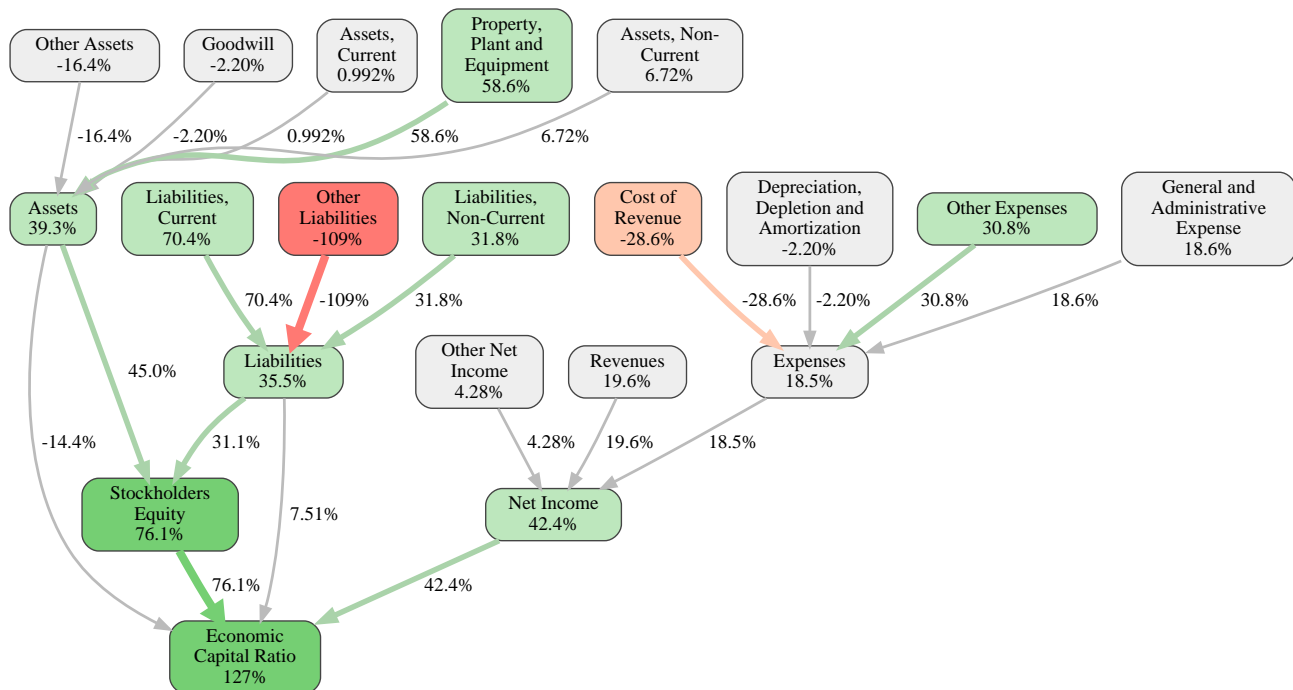 Other Assets
-16.4%
Goodwill
-2.20%
Assets,
Current
0.992%
Property,
Plant and
Equipment
58.6%
Assets, Non-
Current
6.72%
-16.4%
-2.20%
0.992%
58.6%
6.72%
Assets
39.3%
Liabilities,
Current
70.4%
Other
Liabilities
-109%
Liabilities,
Non-Current
31.8%
Cost of
Revenue
-28.6%
Depreciation,
Depletion and
Amortization
-2.20%
Other Expenses
30.8%
General and
Administrative
Expense
18.6%
70.4%
-109%
31.8%
-28.6%
-2.20%
30.8%
18.6%
45.0%
Liabilities
35.5%
Other Net
Income
4.28%
Revenues
19.6%
Expenses
18.5%
-14.4%
31.1%
4.28%
19.6%
18.5%
Stockholders
Equity
76.1%
7.51%
Net Income
42.4%
76.1%
42.4%
Economic
Capital Ratio
127%